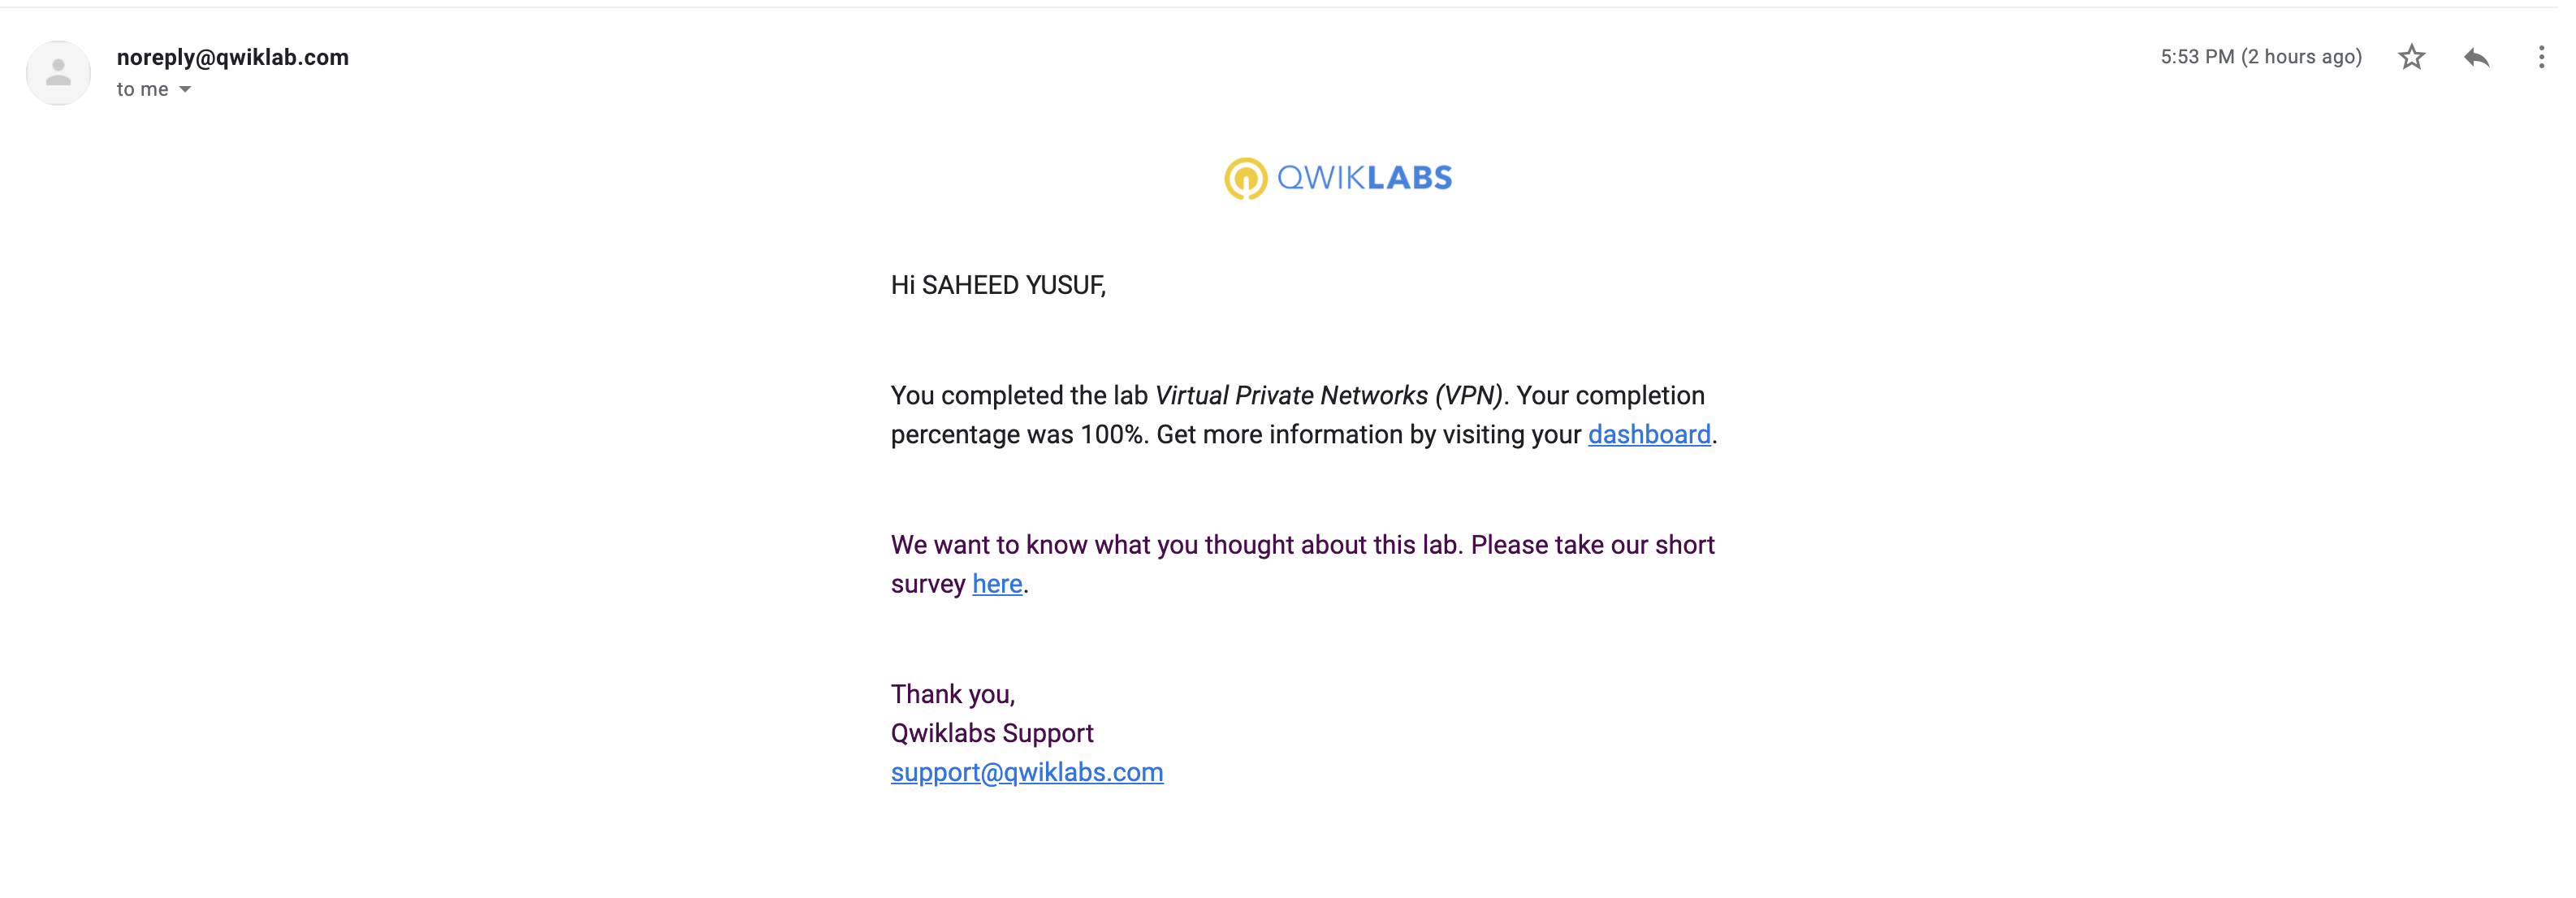 noreply@qwiklab.com
5:53 PM (2 hours ago)
to me
QWIKLABS
Hi SAHEED YUSUF,
You completed the lab Virtual Private Networks (VPN). Your completion
percentage was 100%. Get more information by visiting your dashboard.
We want to know what you thought about this lab. Please take our short
survey here.
Thank you,
Qwiklabs Support
support@qwiklabs.com